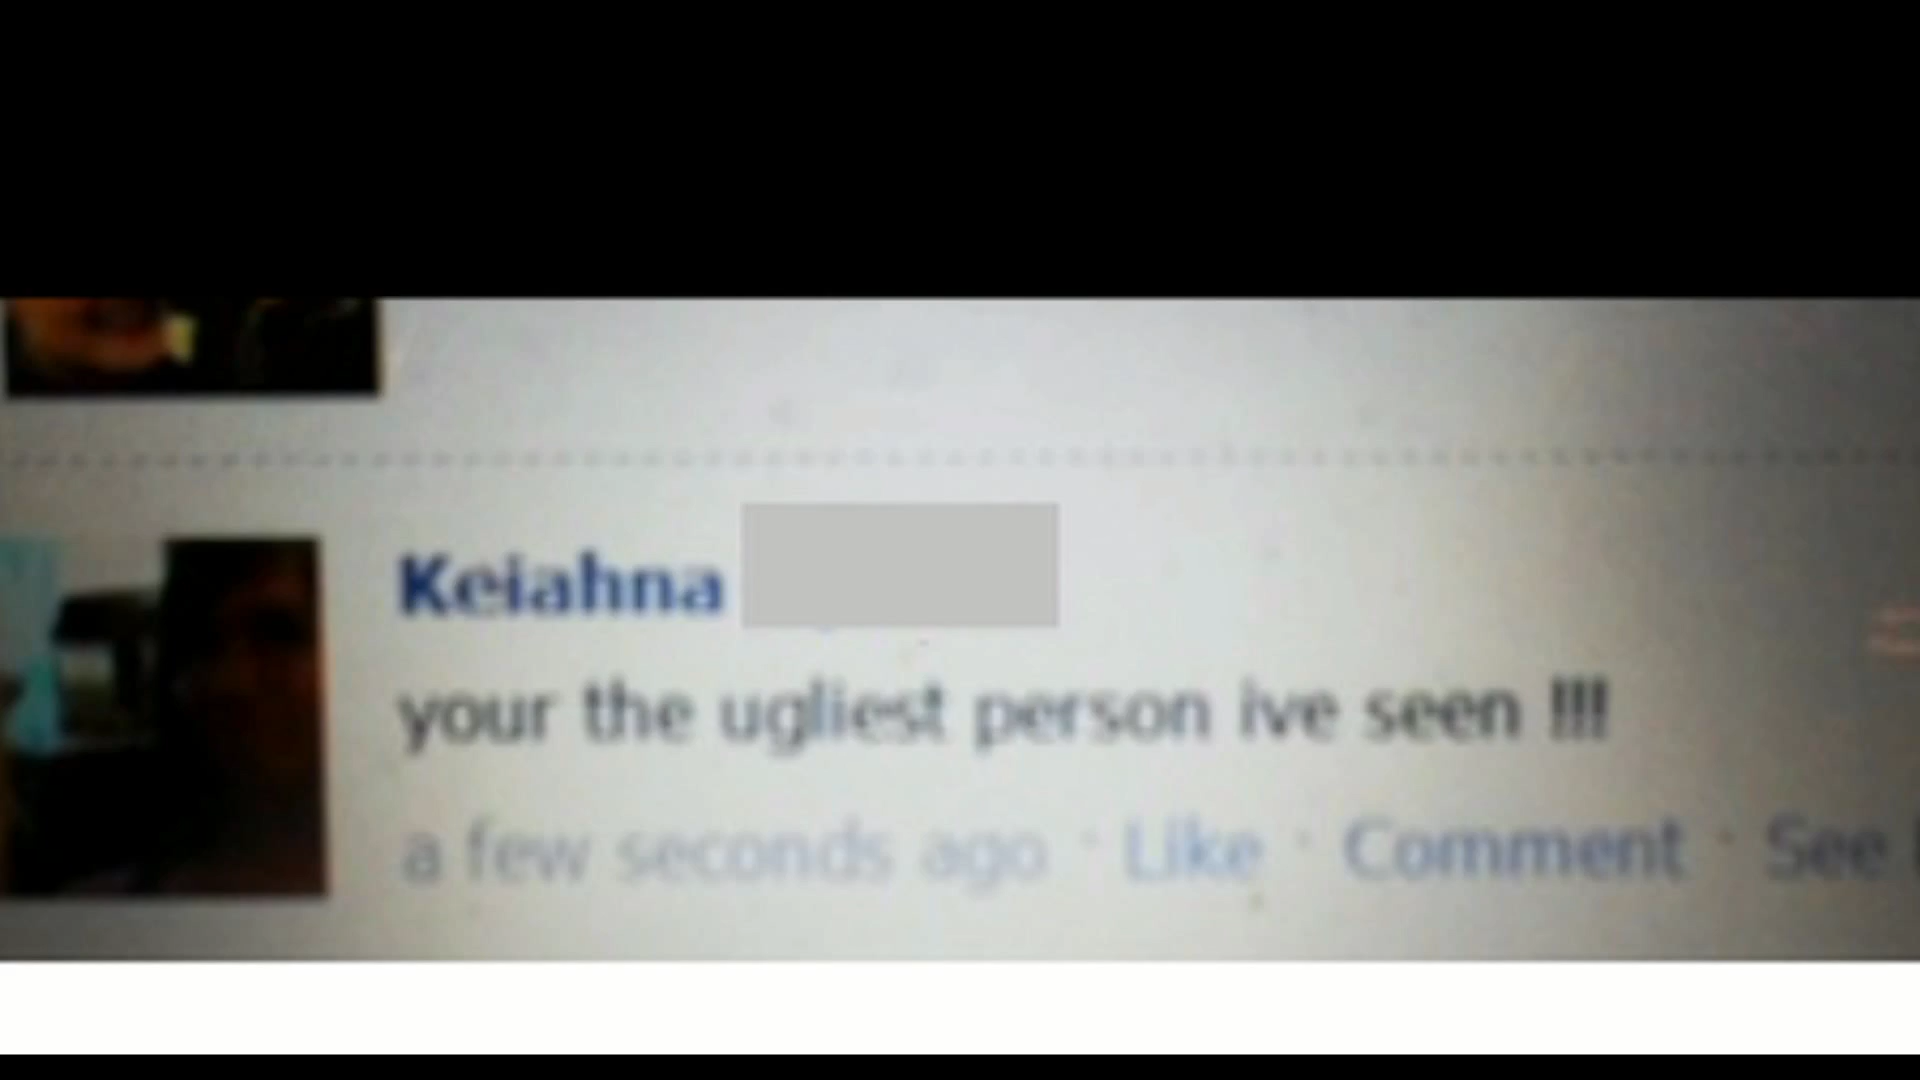 Keiahna
your the ugliest person ive seen !!!
a few seconds ago · Like · Comment · See